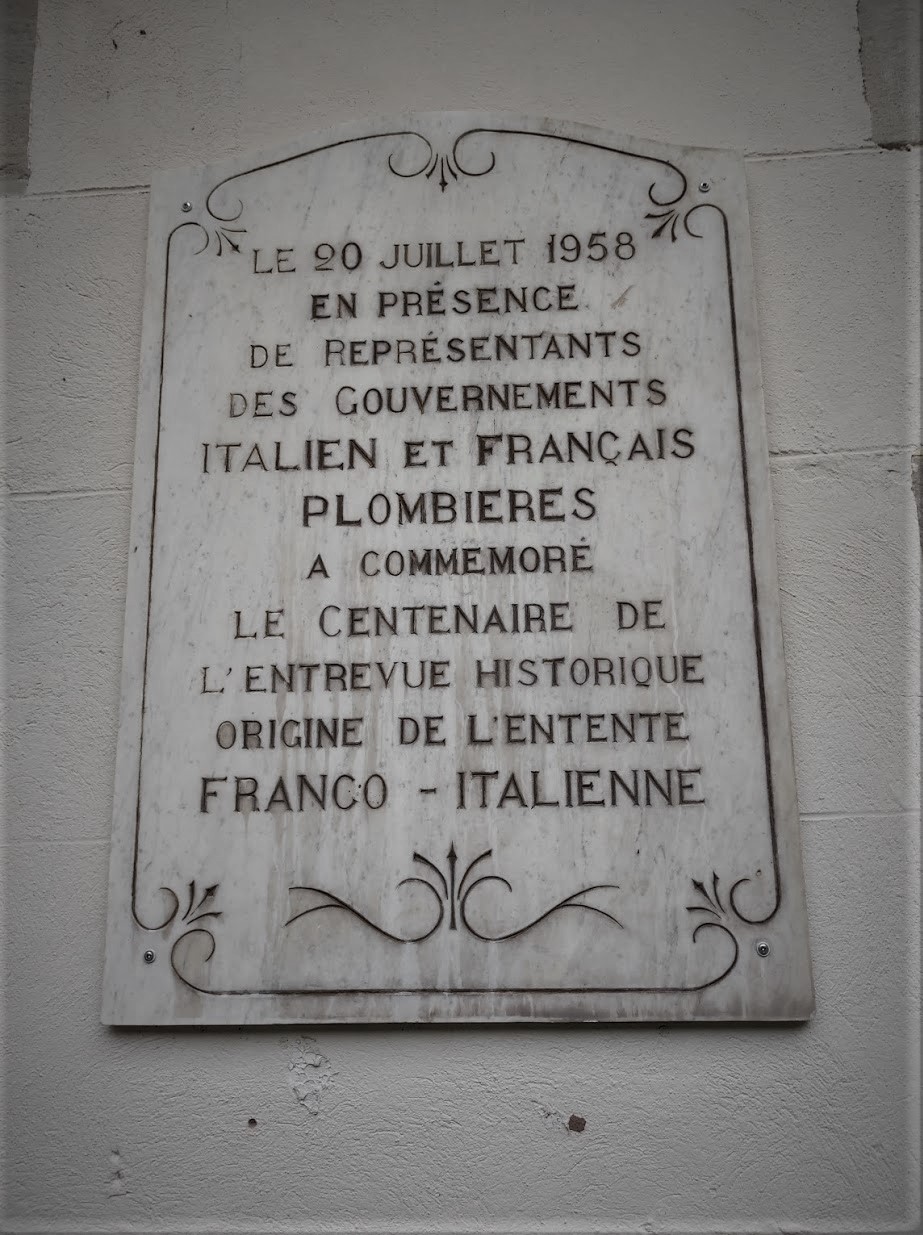 LE 20 JUILLET 1958
EN PRÉSENCE
DE REPRÉSENTANTS
DES GOUVERNEMENTS
ITALIEN ET FRANÇAIS
PLOMBIERES
A COMMEMORÉ
LE CENTENAIRE DE
L'ENTREVUE HISTORIQUE
ORIGINE DE L'ENTENTE
FRANCO - ITALIENNE